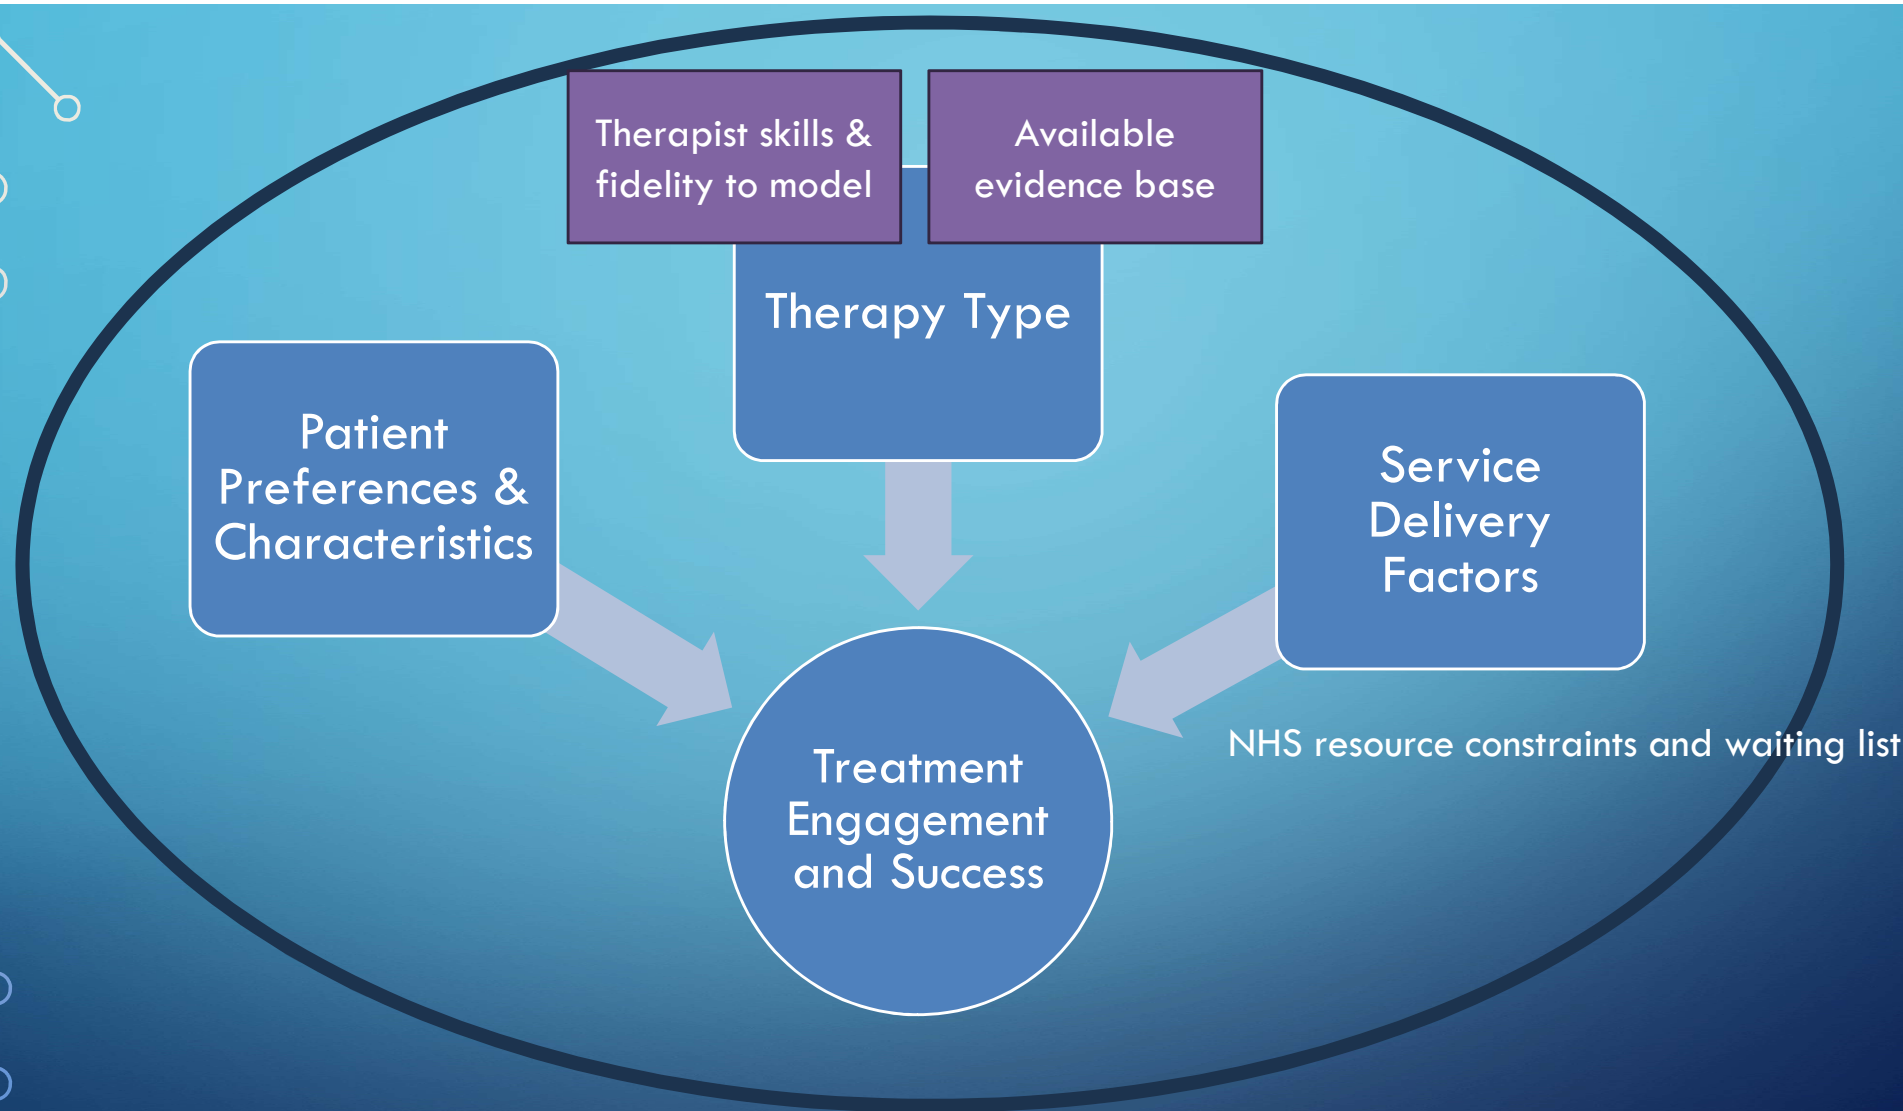 Therapist skills &
fidelity to model
Available
evidence base
Therapy Type
Patient
Preferences &
Characteristics
Service
Delivery
Factors
NHS resource constraints and waiting list
Treatment
Engagement
and Success